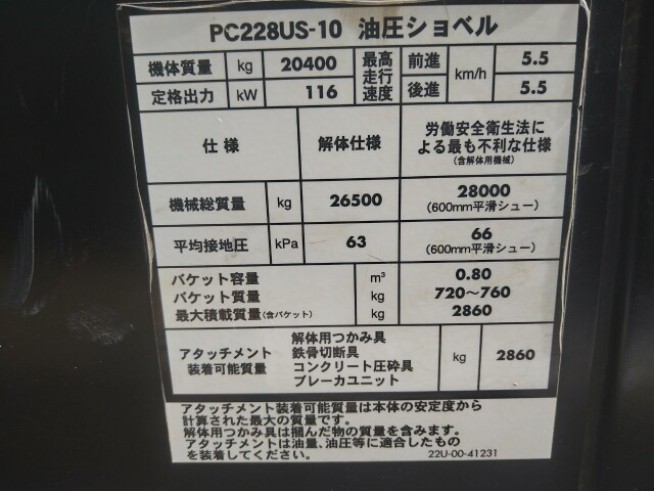 PC228US-10 油圧ショベル
機体質量 kg 20400 最高走行速度 前進 km/h 5.5
定格出力 kW 116 後進 5.5
仕様 解体仕様 労働安全衛生法による最も不利な仕様 (含解体用機械)
機械総質量 kg 26500 28000 (600mm平滑シュー)
平均接地圧 kPa 63 66 (600mm平滑シュー)
バケット容量 m³ 0.80
バケット質量 kg 720～760
最大積載質量(含バケット) kg 2860
アタッチメント装着可能質量 解体用つかみ具 鉄骨切断具 コンクリート圧砕具 ブレーカユニット kg 2860
アタッチメント装着可能質量は本体の安定度から
計算された最大の質量です。
解体用つかみ具は掴んだ物の質量を含みます。
アタッチメントは油量、油圧等に適合したもの
を装着してください。 22U-00-41231